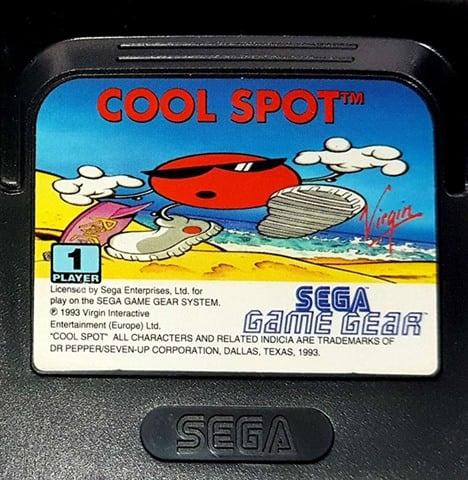 COOL SPOT™
Virgin
1
PLAYER
Licensed by Sega Enterprises, Ltd. for
play on the SEGA GAME GEAR SYSTEM.
℗ 1993 Virgin Interactive
Entertainment (Europe) Ltd.
SEGA
GAME GEAR™
"COOL SPOT" ALL CHARACTERS AND RELATED INDICIA ARE TRADEMARKS OF
DR PEPPER/SEVEN-UP CORPORATION, DALLAS, TEXAS, 1993.
SEGA